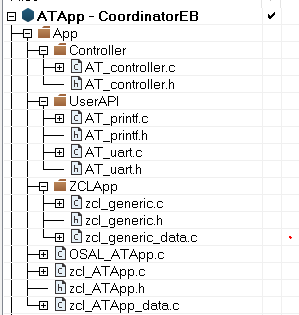 ATApp - CoordinatorEB
App
Controller
AT_controller.c
AT_controller.h
UserAPI
AT_printf.c
AT_printf.h
AT_uart.c
AT_uart.h
ZCLApp
zcl_generic.c
zcl_generic.h
zcl_generic_data.c
OSAL_ATApp.c
zcl_ATApp.c
zcl_ATApp.h
zcl_ATApp_data.c